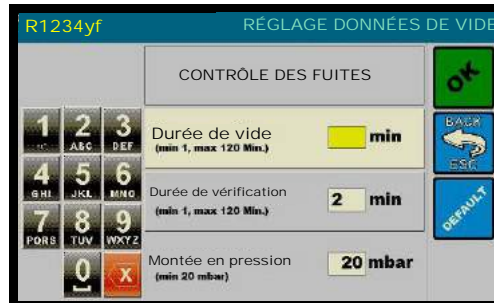 R1234yf RÉGLAGE DONNÉES DE VIDE
CONTRÔLE DES FUITES
OK
1 2 3
ABC DEF
Durée de vide min
(min 1, max 120 Min.)
BACK
ESC
4 5 6
GHI JKL MNO
Durée de vérification 2 min
(min 1, max 120 Min.)
DEFAULT
7 8 9
PQRS TUV WXYZ
0 X
Montée en pression 20 mbar
(min 20 mbar)